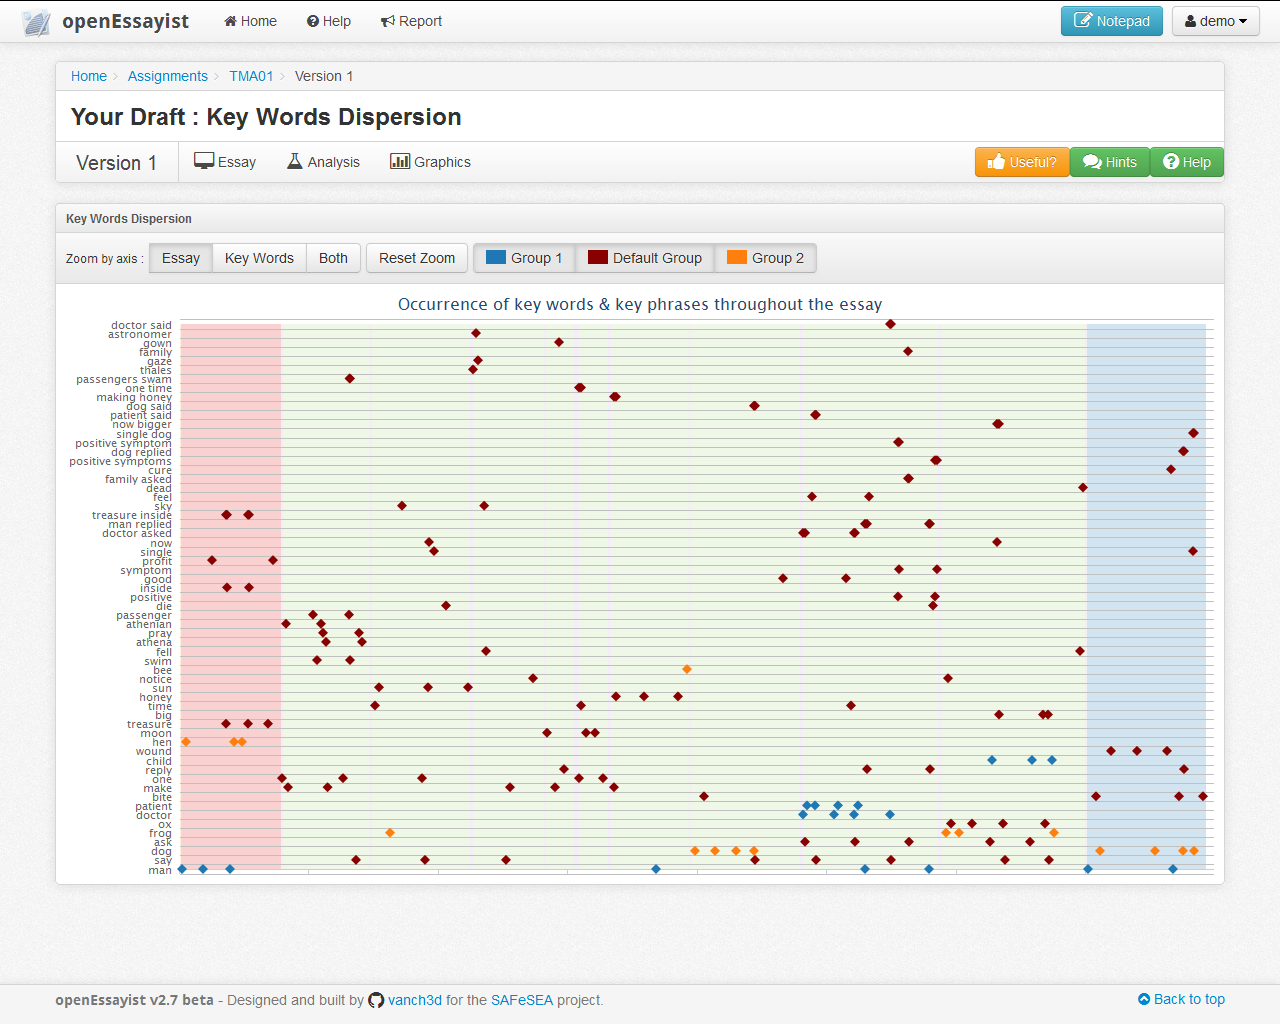 openEssayist Home Help Report Notepad demo
Home Assignments TMA01 Version 1
Your Draft : Key Words Dispersion
Version 1 Essay Analysis Graphics Useful? Hints Help
Key Words Dispersion
Zoom by axis : Essay Key Words Both Reset Zoom Group 1 Default Group Group 2
Occurrence of key words & key phrases throughout the essay
doctor said
astronomer
gown
family
gaze
thales
passengers swam
one time
making honey
dog said
patient said
now bigger
single dog
positive symptom
dog replied
positive symptoms
cure
family asked
dead
feel
sky
treasure inside
man replied
doctor asked
now
single
profit
symptom
good
inside
positive
die
passenger
athenian
pray
athena
fell
swim
bee
notice
sun
honey
time
big
treasure
moon
hen
wound
child
reply
one
make
bite
patient
doctor
ox
frog
ask
dog
say
man
openEssayist v2.7 beta - Designed and built by vanch3d for the SAFeSEA project. Back to top